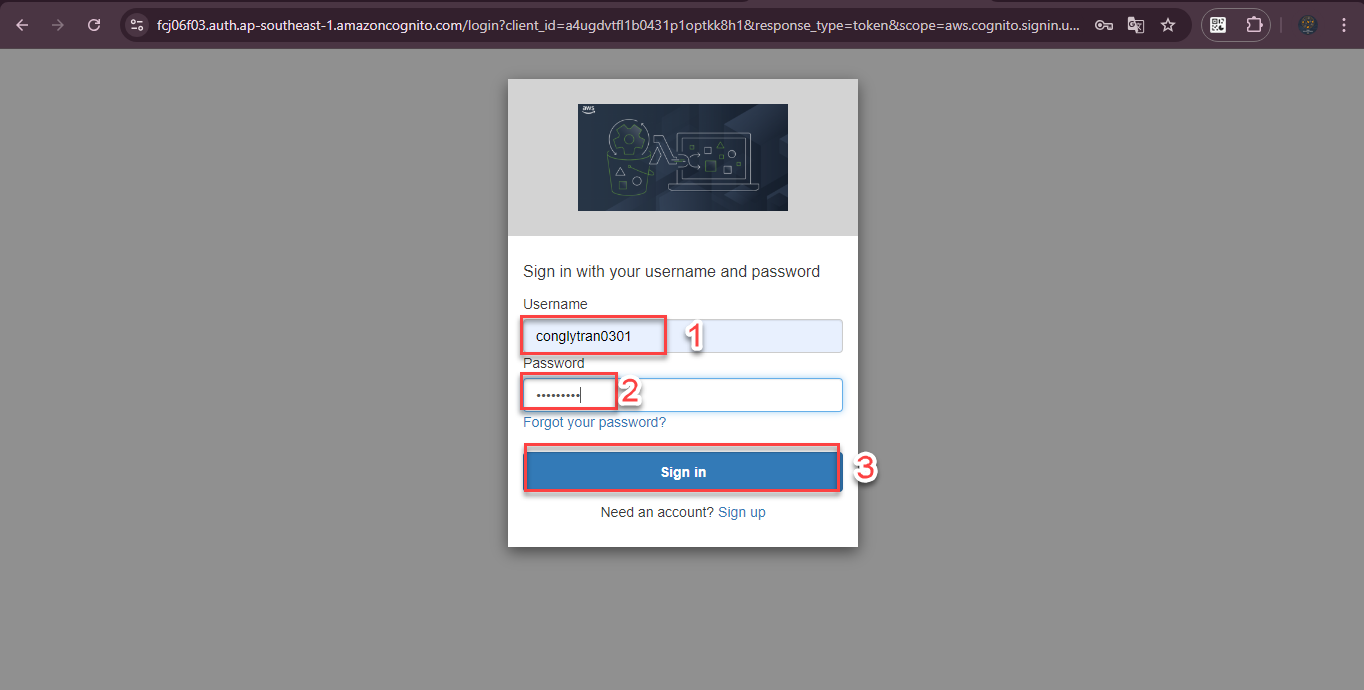 fcj06f03.auth.ap-southeast-1.amazoncognito.com/login?client_id=a4ugdvtfl1b0431p1optkk8h1&response_type=token&scope=aws.cognito.signin.u...
aws
Sign in with your username and password
Username
conglytran0301
1
Password
•••••••••
2
Forgot your password?
Sign in
3
Need an account? Sign up